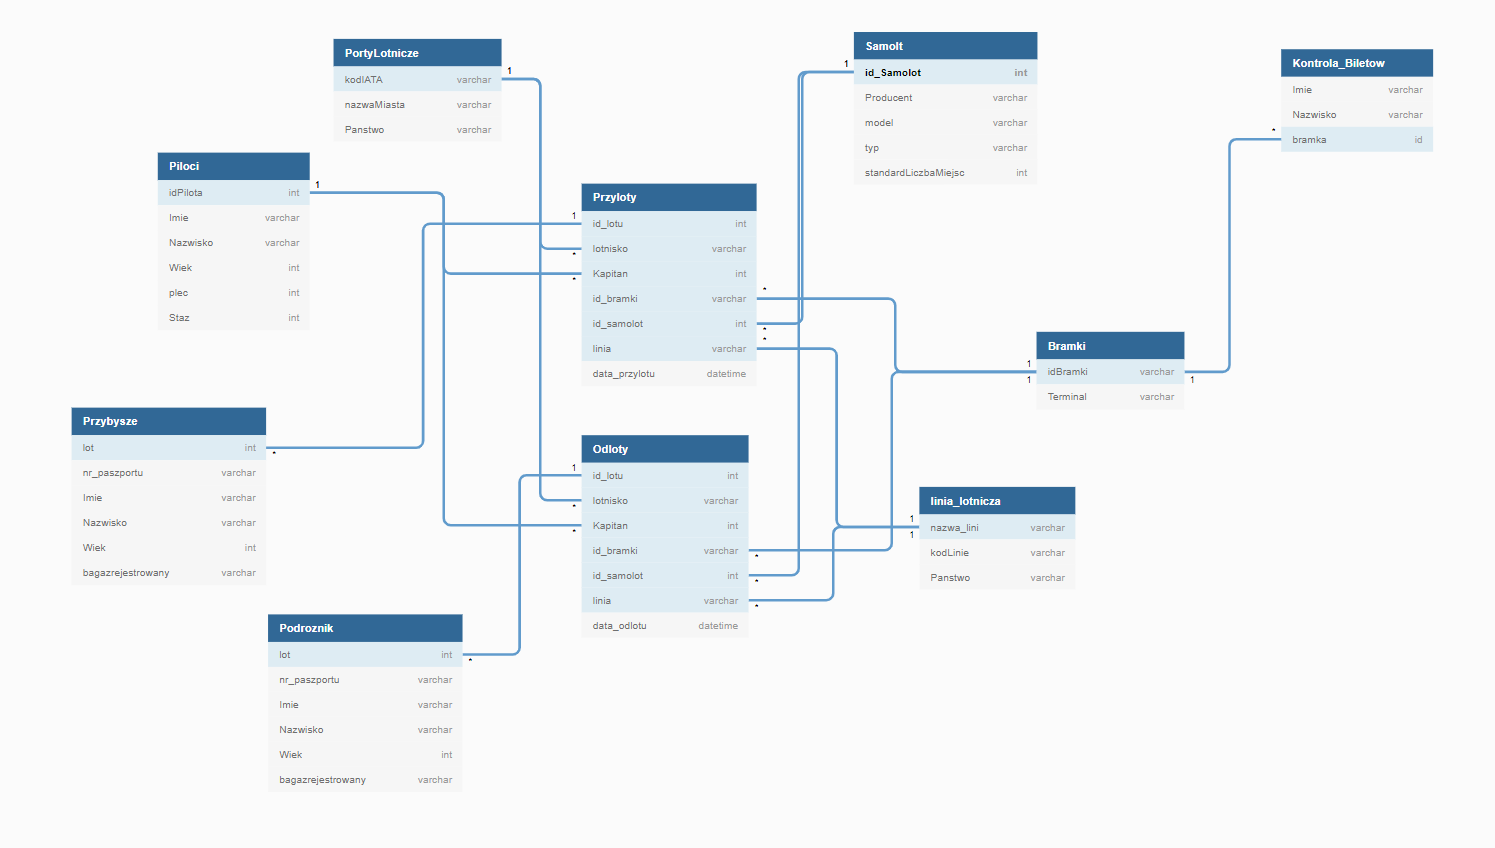 PortyLotnicze
kodIATA varchar
nazwaMiasta varchar
Panstwo varchar
1
Samolt
id_Samolot int
Producent varchar
model varchar
typ varchar
standardLiczbaMiejsc int
1
Kontrola_Biletow
Imie varchar
Nazwisko varchar
bramka id
*
Piloci
idPilota int
Imie varchar
Nazwisko varchar
Wiek int
plec int
Staz int
1
Przyloty
id_lotu int
lotnisko varchar
Kapitan int
id_bramki varchar
id_samolot int
linia varchar
data_przylotu datetime
1
*
*
*
*
*
Bramki
idBramki varchar
Terminal varchar
1
1
1
Przybysze
lot int
nr_paszportu varchar
Imie varchar
Nazwisko varchar
Wiek int
bagazrejestrowany varchar
*
Odloty
id_lotu int
lotnisko varchar
Kapitan int
id_bramki varchar
id_samolot int
linia varchar
data_odlotu datetime
1
*
*
*
*
*
linia_lotnicza
nazwa_lini varchar
kodLinie varchar
Panstwo varchar
1
1
Podroznik
lot int
nr_paszportu varchar
Imie varchar
Nazwisko varchar
Wiek int
bagazrejestrowany varchar
*